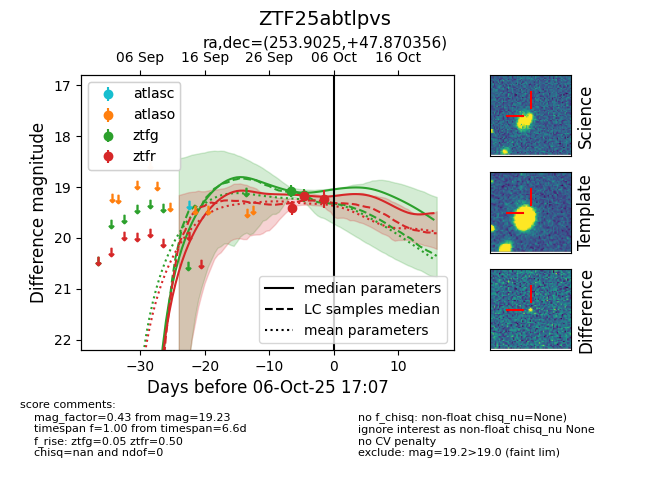 ZTF25abtlpvs
ra,dec=(253.9025,+47.870356)
06 Sep 16 Sep 26 Sep 06 Oct 16 Oct
17
18
19
20
21
22
Difference magnitude
atlasc
atlaso
ztfg
ztfr
median parameters
LC samples median
mean parameters
−30 −20 −10 0 10
Days before 06-Oct-25 17:07
Science
Template
Difference
score comments:
mag_factor=0.43 from mag=19.23
timespan f=1.00 from timespan=6.6d
f_rise: ztfg=0.05 ztfr=0.50
chisq=nan and ndof=0
no f_chisq: non-float chisq_nu=None)
ignore interest as non-float chisq_nu None
no CV penalty
exclude: mag=19.2>19.0 (faint lim)